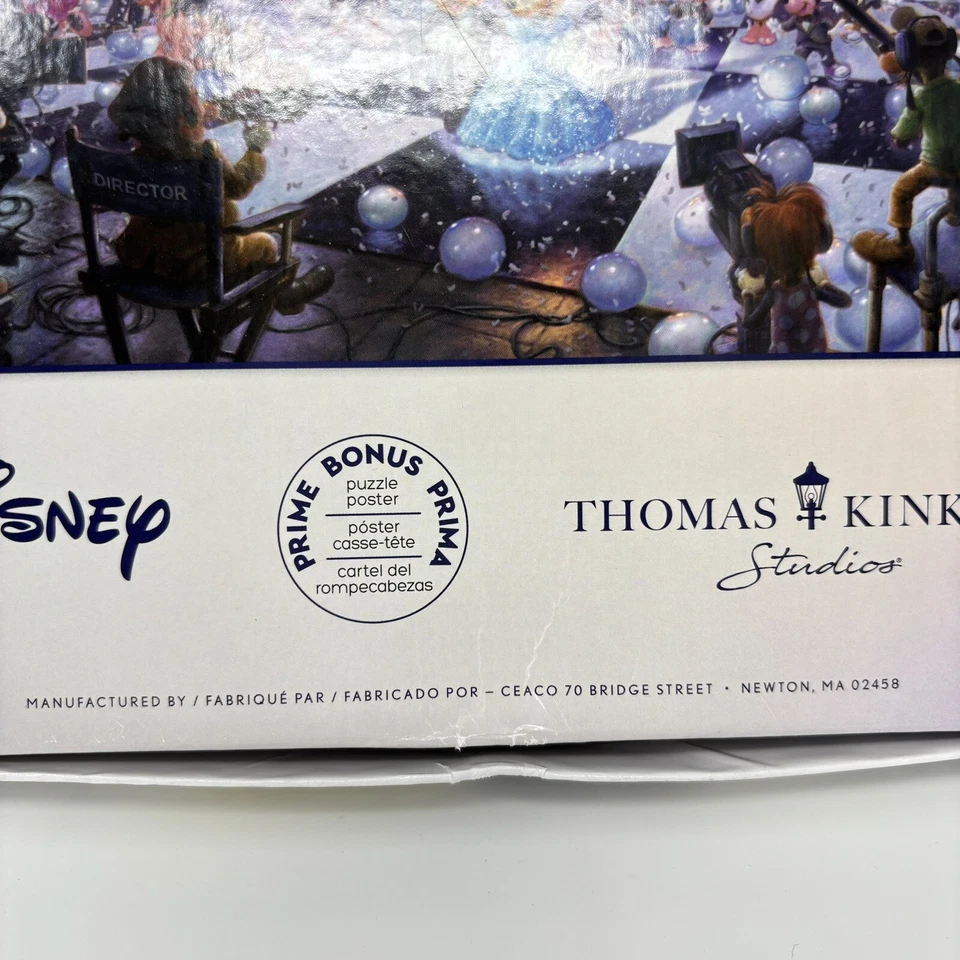 DIRECTOR
SNEY
PRIME BONUS PRIMA
puzzle
poster
póster
casse-tête
cartel del
rompecabezas
THOMAS KINK
Studios®
MANUFACTURED BY / FABRIQUÉ PAR / FABRICADO POR – CEACO 70 BRIDGE STREET • NEWTON, MA 02458